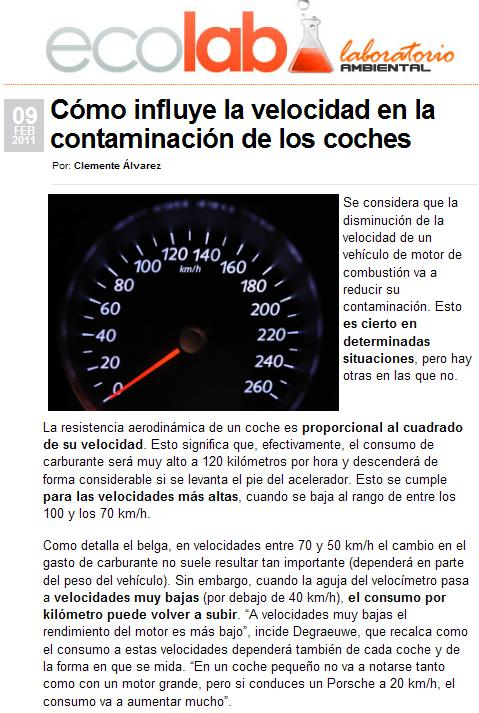 ecolab laboratorio
AMBIENTAL
09
FEB
2011
Cómo influye la velocidad en la
contaminación de los coches
Por: Clemente Álvarez
0
20
40
60
80
100
120
140
160
180
200
220
240
260
km/h
Se considera que la
disminución de la
velocidad de un
vehículo de motor de
combustión va a
reducir su
contaminación. Esto
es cierto en
determinadas
situaciones, pero hay
otras en las que no.
La resistencia aerodinámica de un coche es proporcional al cuadrado
de su velocidad. Esto significa que, efectivamente, el consumo de
carburante será muy alto a 120 kilómetros por hora y descenderá de
forma considerable si se levanta el pie del acelerador. Esto se cumple
para las velocidades más altas, cuando se baja al rango de entre los
100 y los 70 km/h.
Como detalla el belga, en velocidades entre 70 y 50 km/h el cambio en el
gasto de carburante no suele resultar tan importante (dependerá en parte
del peso del vehículo). Sin embargo, cuando la aguja del velocímetro pasa
a velocidades muy bajas (por debajo de 40 km/h), el consumo por
kilómetro puede volver a subir. “A velocidades muy bajas el
rendimiento del motor es más bajo”, incide Degraeuwe, que recalca como
el consumo a estas velocidades dependerá también de cada coche y de
la forma en que se mida. “En un coche pequeño no va a notarse tanto
como con un motor grande, pero si conduces un Porsche a 20 km/h, el
consumo va a aumentar mucho”.